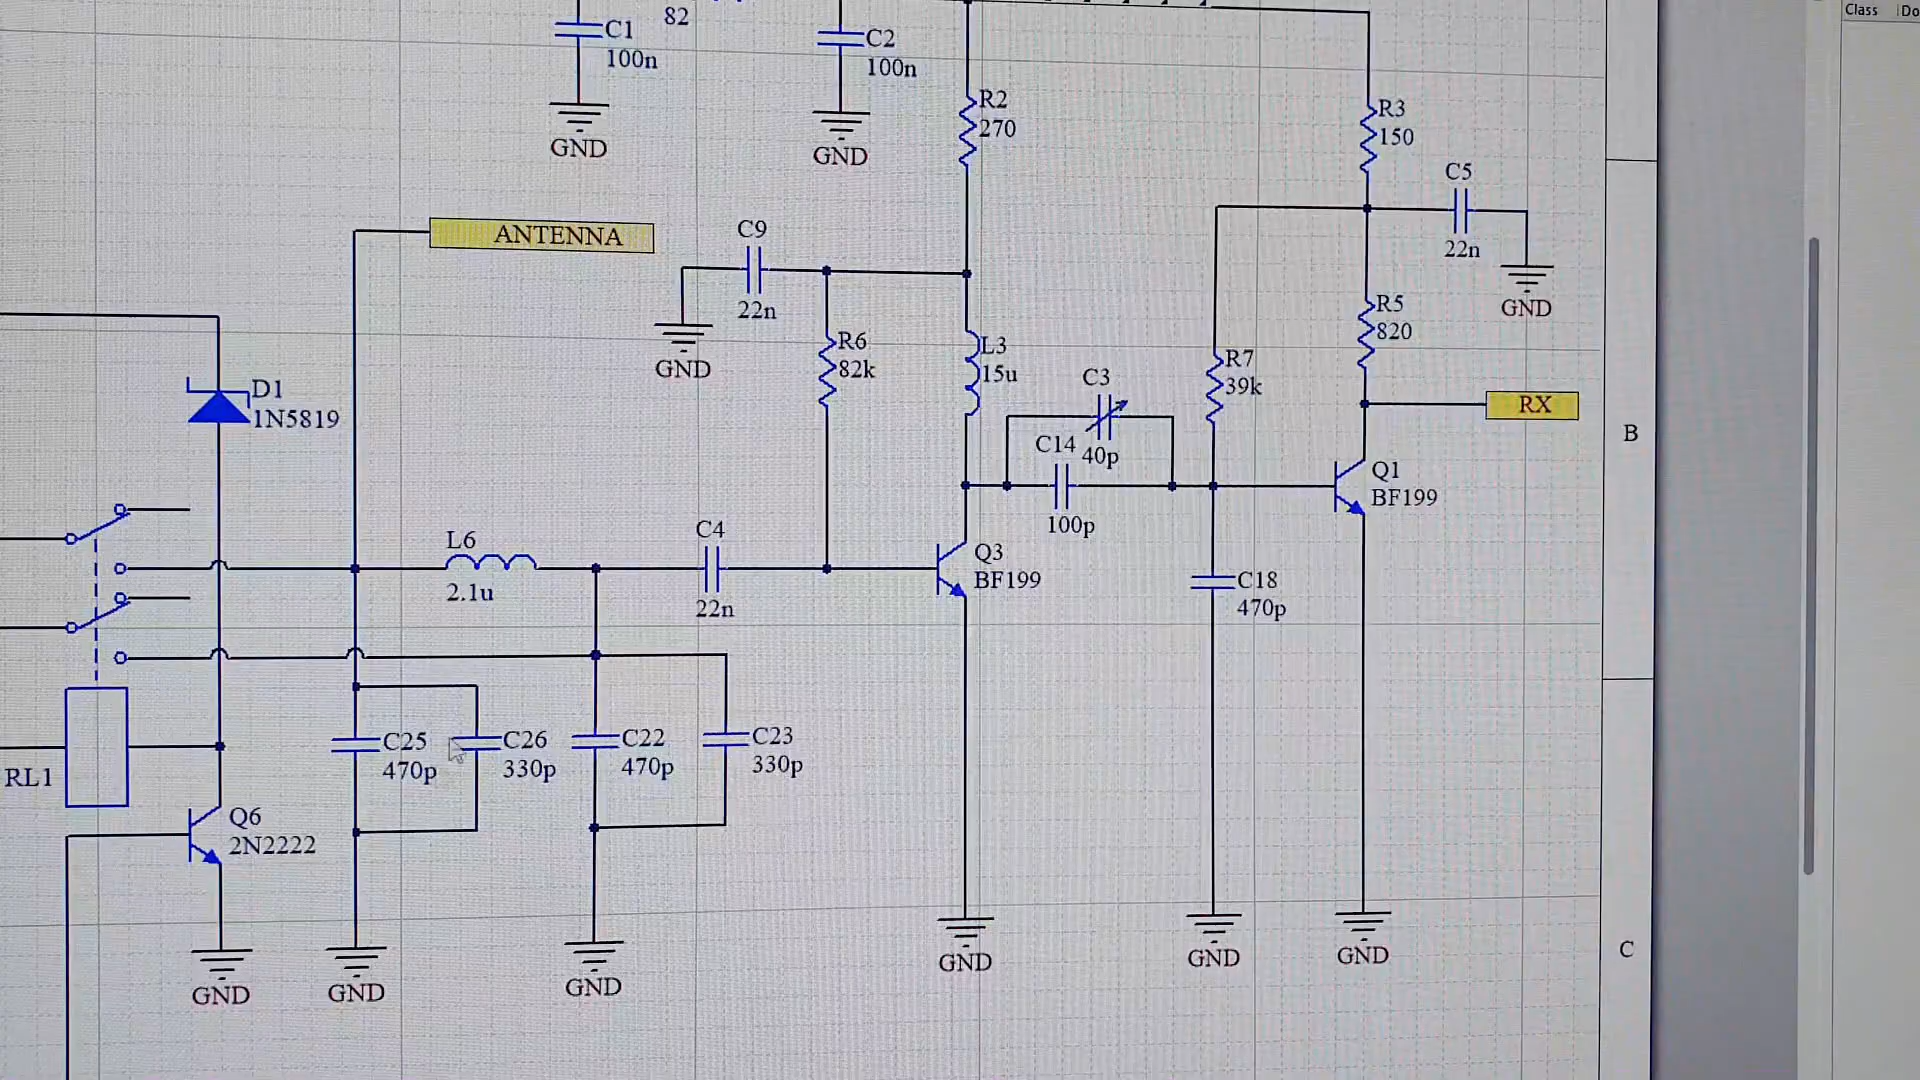 Class Do
C1
82
100n
GND
C2
100n
GND
R2
270
R3
150
C5
22n
GND
ANTENNA
C9
22n
GND
R6
82k
L3
15u
R5
820
R7
39k
C3
40p
C14
100p
RX
B
D1
1N5819
Q1
BF199
L6
2.1u
C4
22n
Q3
BF199
C18
470p
C25
470p
C26
330p
C22
470p
C23
330p
RL1
Q6
2N2222
GND
GND
GND
GND
GND
GND
C